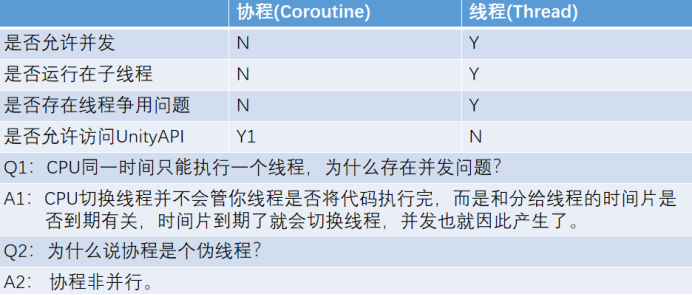 协程(Coroutine) 线程(Thread)
是否允许并发 N Y
是否运行在子线程 N Y
是否存在线程争用问题 N Y
是否允许访问UnityAPI Y1 N
Q1：CPU同一时间只能执行一个线程，为什么存在并发问题？
A1：CPU切换线程并不会管你线程是否将代码执行完，而是和分给线程的时间片是
否到期有关，时间片到期了就会切换线程，并发也就因此产生了。
Q2：为什么说协程是个伪线程？
A2： 协程非并行。